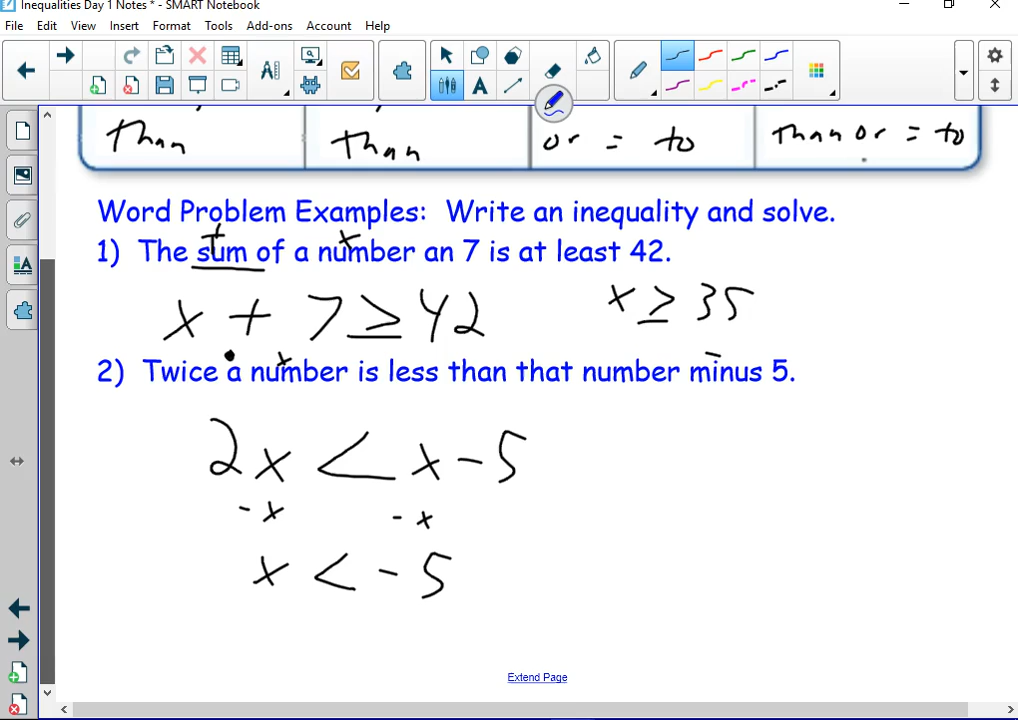 Inequalities Day 1 Notes * - SMART Notebook
File Edit View Insert Format Tools Add-ons Account Help
than than or = to than or = to
Word Problem Examples: Write an inequality and solve.
+ x
1) The sum of a number an 7 is at least 42.
x + 7 ≥ 42 x ≥ 35
• x −
2) Twice a number is less than that number minus 5.
2x < x - 5
- x - x
x < - 5
Extend Page